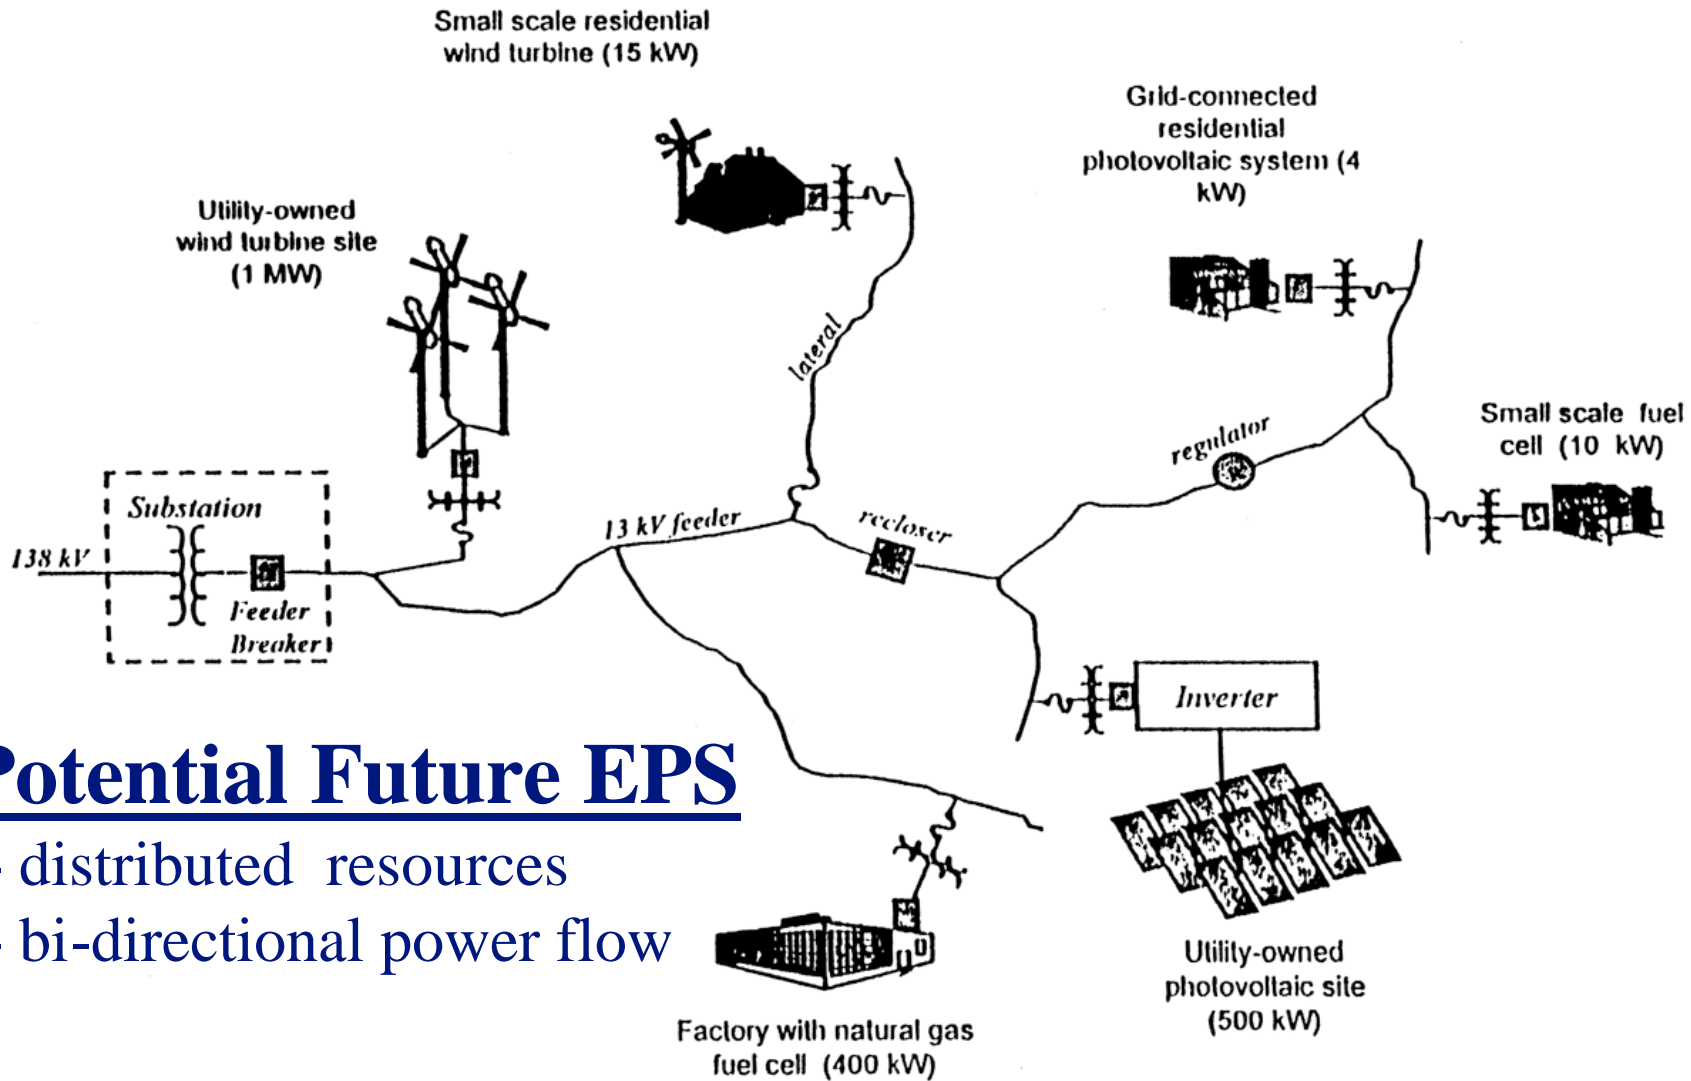 Small scale residential
wind turbine (15 kW)
Grid-connected
residential
photovoltaic system (4
kW)
Utility-owned
wind turbine site
(1 MW)
lateral
Small scale fuel
cell (10 kW)
regulator
Substation
13 kV feeder
recloser
138 kV
Feeder
Breaker
Inverter
Potential Future EPS
- distributed resources
- bi-directional power flow
Utility-owned
photovoltaic site
(500 kW)
Factory with natural gas
fuel cell (400 kW)